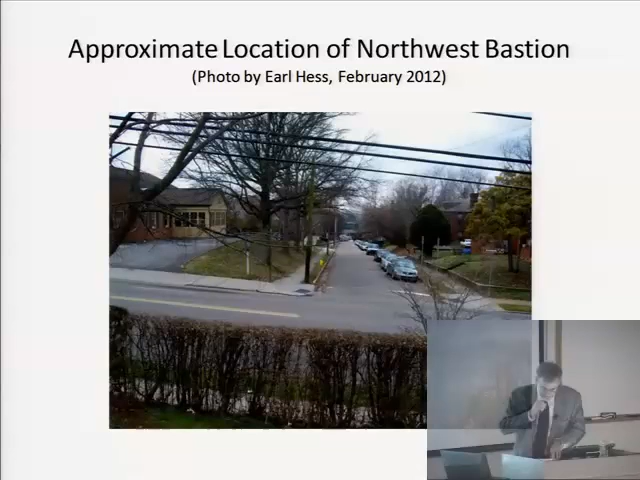 Approximate Location of Northwest Bastion
(Photo by Earl Hess, February 2012)